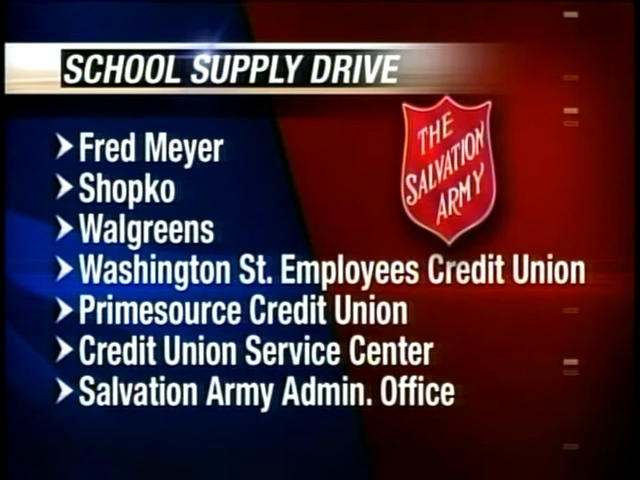 SCHOOL SUPPLY DRIVE
THE
SALVATION
ARMY
Fred Meyer
Shopko
Walgreens
Washington St. Employees Credit Union
Primesource Credit Union
Credit Union Service Center
Salvation Army Admin. Office